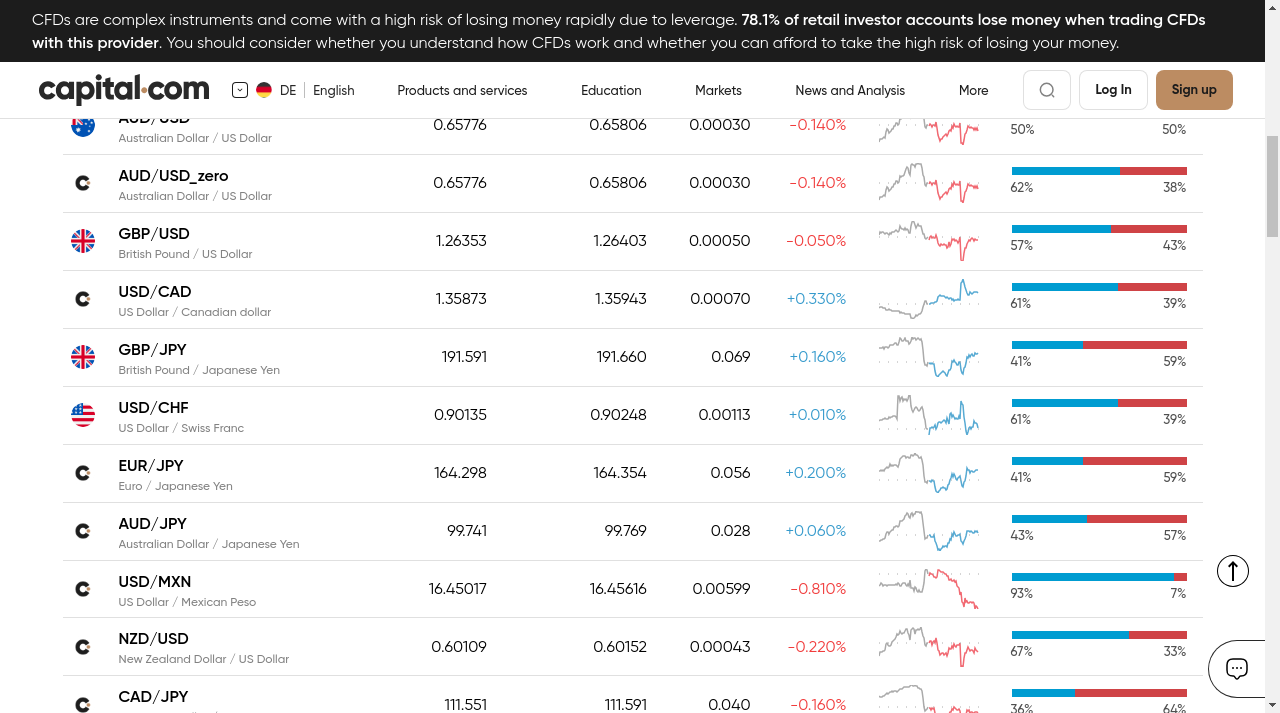 CFDs are complex instruments and come with a high risk of losing money rapidly due to leverage. 78.1% of retail investor accounts lose money when trading CFDs
with this provider. You should consider whether you understand how CFDs work and whether you can afford to take the high risk of losing your money.
capital.com DE English Products and services Education Markets News and Analysis More Log In Sign up
AUD/USD 0.65776 0.65806 0.00030 -0.140%
Australian Dollar / US Dollar 50% 50%
AUD/USD_zero 0.65776 0.65806 0.00030 -0.140%
Australian Dollar / US Dollar 62% 38%
GBP/USD 1.26353 1.26403 0.00050 -0.050%
British Pound / US Dollar 57% 43%
USD/CAD 1.35873 1.35943 0.00070 +0.330%
US Dollar / Canadian dollar 61% 39%
GBP/JPY 191.591 191.660 0.069 +0.160%
British Pound / Japanese Yen 41% 59%
USD/CHF 0.90135 0.90248 0.00113 +0.010%
US Dollar / Swiss Franc 61% 39%
EUR/JPY 164.298 164.354 0.056 +0.200%
Euro / Japanese Yen 41% 59%
AUD/JPY 99.741 99.769 0.028 +0.060%
Australian Dollar / Japanese Yen 43% 57%
USD/MXN 16.45017 16.45616 0.00599 -0.810%
US Dollar / Mexican Peso 93% 7%
NZD/USD 0.60109 0.60152 0.00043 -0.220%
New Zealand Dollar / US Dollar 67% 33%
CAD/JPY 111.551 111.591 0.040 -0.160%
36% 64%